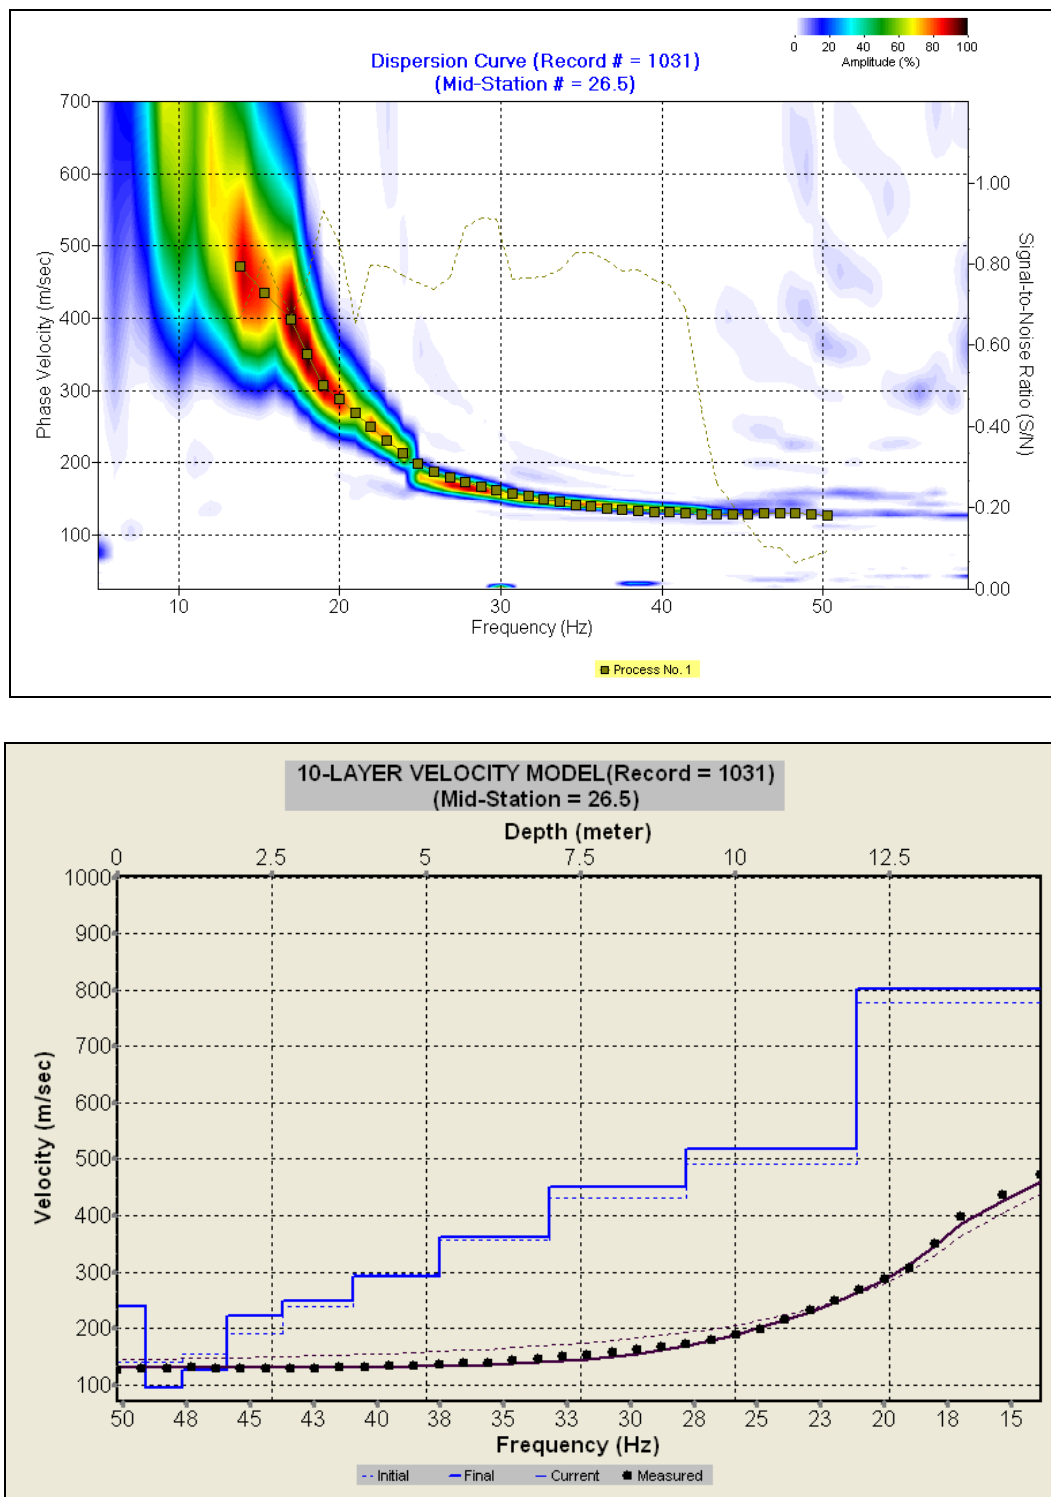 0 20 40 60 80 100
Amplitude (%)
Dispersion Curve (Record # = 1031)
(Mid-Station # = 26.5)
700
600
500
400
300
200
100
Phase Velocity (m/sec)
1.00
0.80
0.60
0.40
0.20
0.00
Signal-to-Noise Ratio (S/N)
10 20 30 40 50
Frequency (Hz)
Process No. 1
10-LAYER VELOCITY MODEL(Record = 1031)
(Mid-Station = 26.5)
Depth (meter)
0 2.5 5 7.5 10 12.5
1000
900
800
700
600
500
400
300
200
100
Velocity (m/sec)
50 48 45 43 40 38 35 33 30 28 25 23 20 18 15
Frequency (Hz)
Initial Final Current Measured